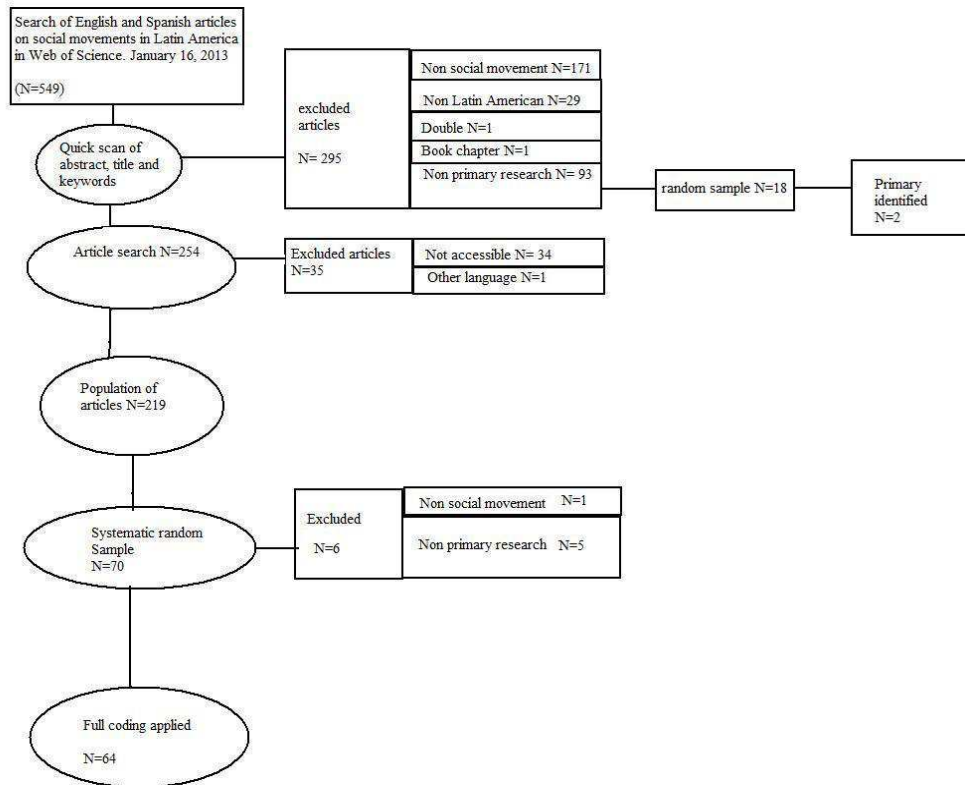 Search of English and Spanish articles
on social movements in Latin America
in Web of Science. January 16, 2013
(N=549)
Quick scan of
abstract, title and
keywords
excluded
articles
N= 295
Non social movement N=171
Non Latin American N=29
Double N=1
Book chapter N=1
Non primary research N= 93
random sample N=18
Primary
identified
N=2
Article search N=254
Excluded articles
N=35
Not accessible N= 34
Other language N=1
Population of
articles N=219
Systematic random
Sample
N=70
Excluded
N=6
Non social movement N=1
Non primary research N=5
Full coding applied
N=64